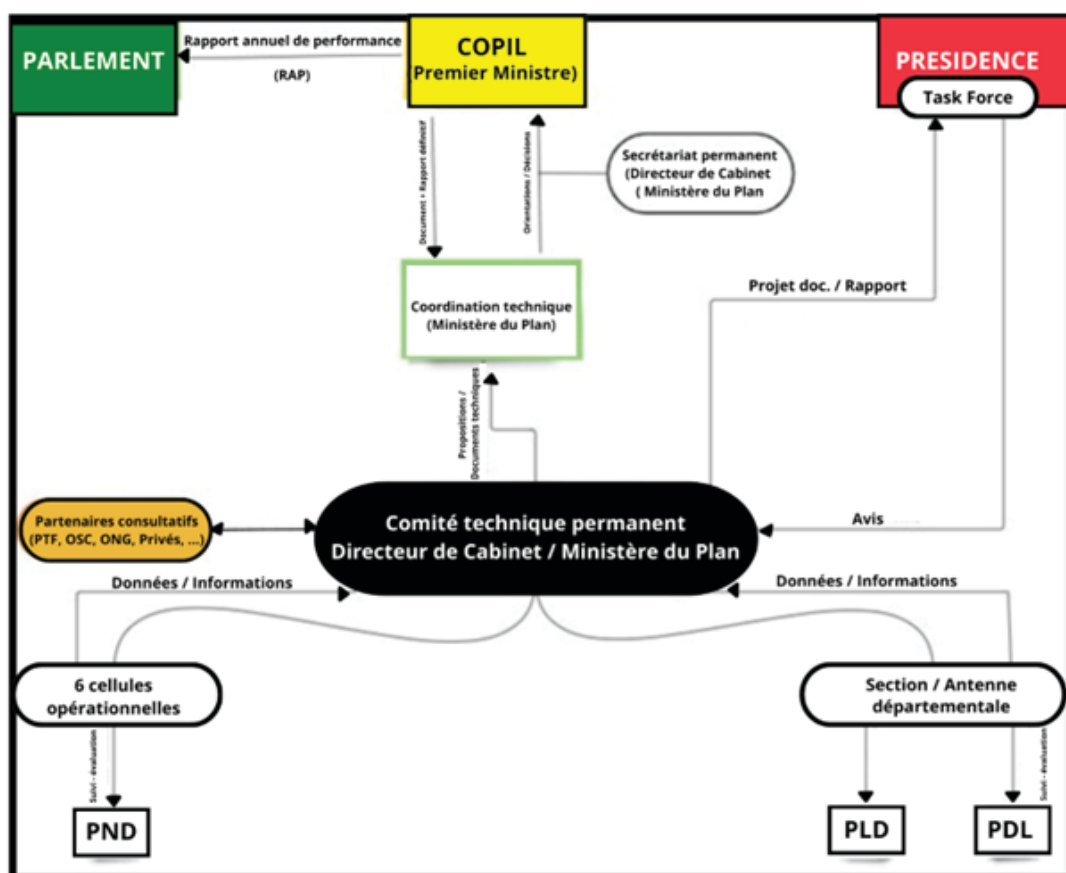 PARLEMENT
Rapport annuel de performance
(RAP)
COPIL
Premier Ministre)
PRESIDENCE
Task Force
Document + Rapport définitif
Orientations / Décisions
Secrétariat permanent
(Directeur de Cabinet
( Ministère du Plan
Coordination technique
(Ministère du Plan)
Projet doc. / Rapport
Propositions /
Documents techniques
Partenaires consultatifs
(PTF, OSC, ONG, Privés, ...)
Comité technique permanent
Directeur de Cabinet / Ministère du Plan
Avis
Données / Informations
Données / Informations
6 cellules
opérationnelles
Section / Antenne
départementale
Suivi - évaluation
Suivi - évaluation
PND
PLD
PDL